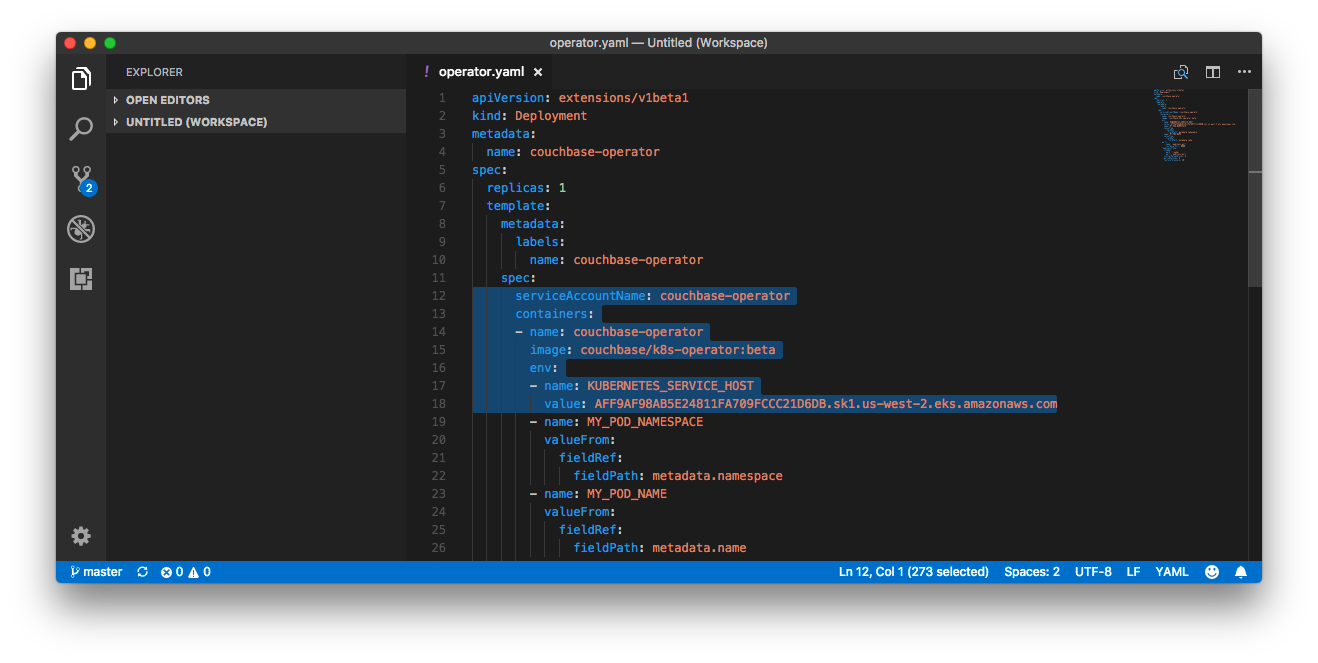 operator.yaml — Untitled (Workspace)
EXPLORER
OPEN EDITORS
UNTITLED (WORKSPACE)
2
! operator.yaml ×
1 apiVersion: extensions/v1beta1
2 kind: Deployment
3 metadata:
4 name: couchbase-operator
5 spec:
6 replicas: 1
7 template:
8 metadata:
9 labels:
10 name: couchbase-operator
11 spec:
12 serviceAccountName: couchbase-operator
13 containers:
14 - name: couchbase-operator
15 image: couchbase/k8s-operator:beta
16 env:
17 - name: KUBERNETES_SERVICE_HOST
18 value: AFF9AF98AB5E24811FA709FCCC21D6DB.sk1.us-west-2.eks.amazonaws.com
19 - name: MY_POD_NAMESPACE
20 valueFrom:
21 fieldRef:
22 fieldPath: metadata.namespace
23 - name: MY_POD_NAME
24 valueFrom:
25 fieldRef:
26 fieldPath: metadata.name
master 0 0 Ln 12, Col 1 (273 selected) Spaces: 2 UTF-8 LF YAML